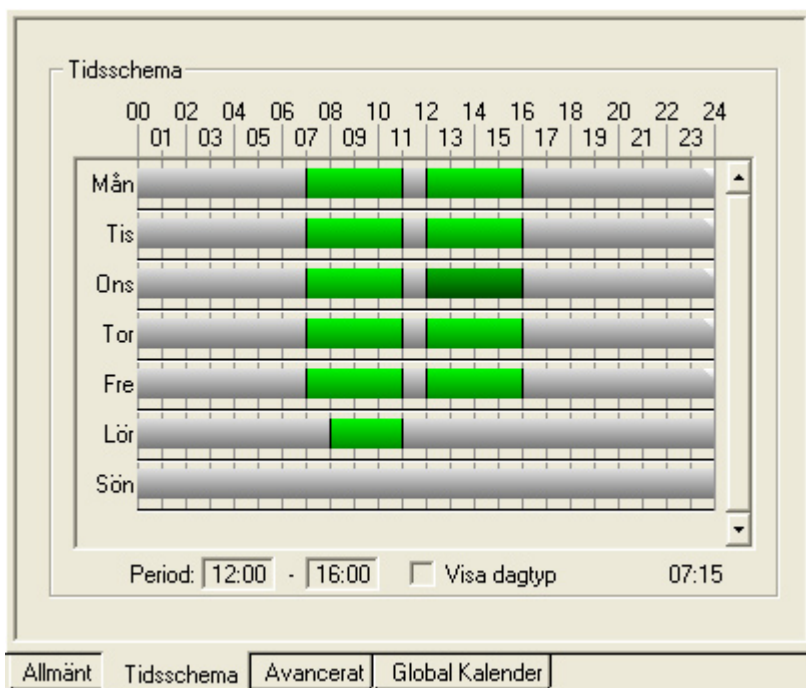 Tidsschema
00 02 04 06 08 10 12 14 16 18 20 22 24
01 03 05 07 09 11 13 15 17 19 21 23
Mån
Tis
Ons
Tor
Fre
Lör
Sön
Period: 12:00 - 16:00 Visa dagtyp 07:15
Allmänt Tidsschema Avancerat Global Kalender